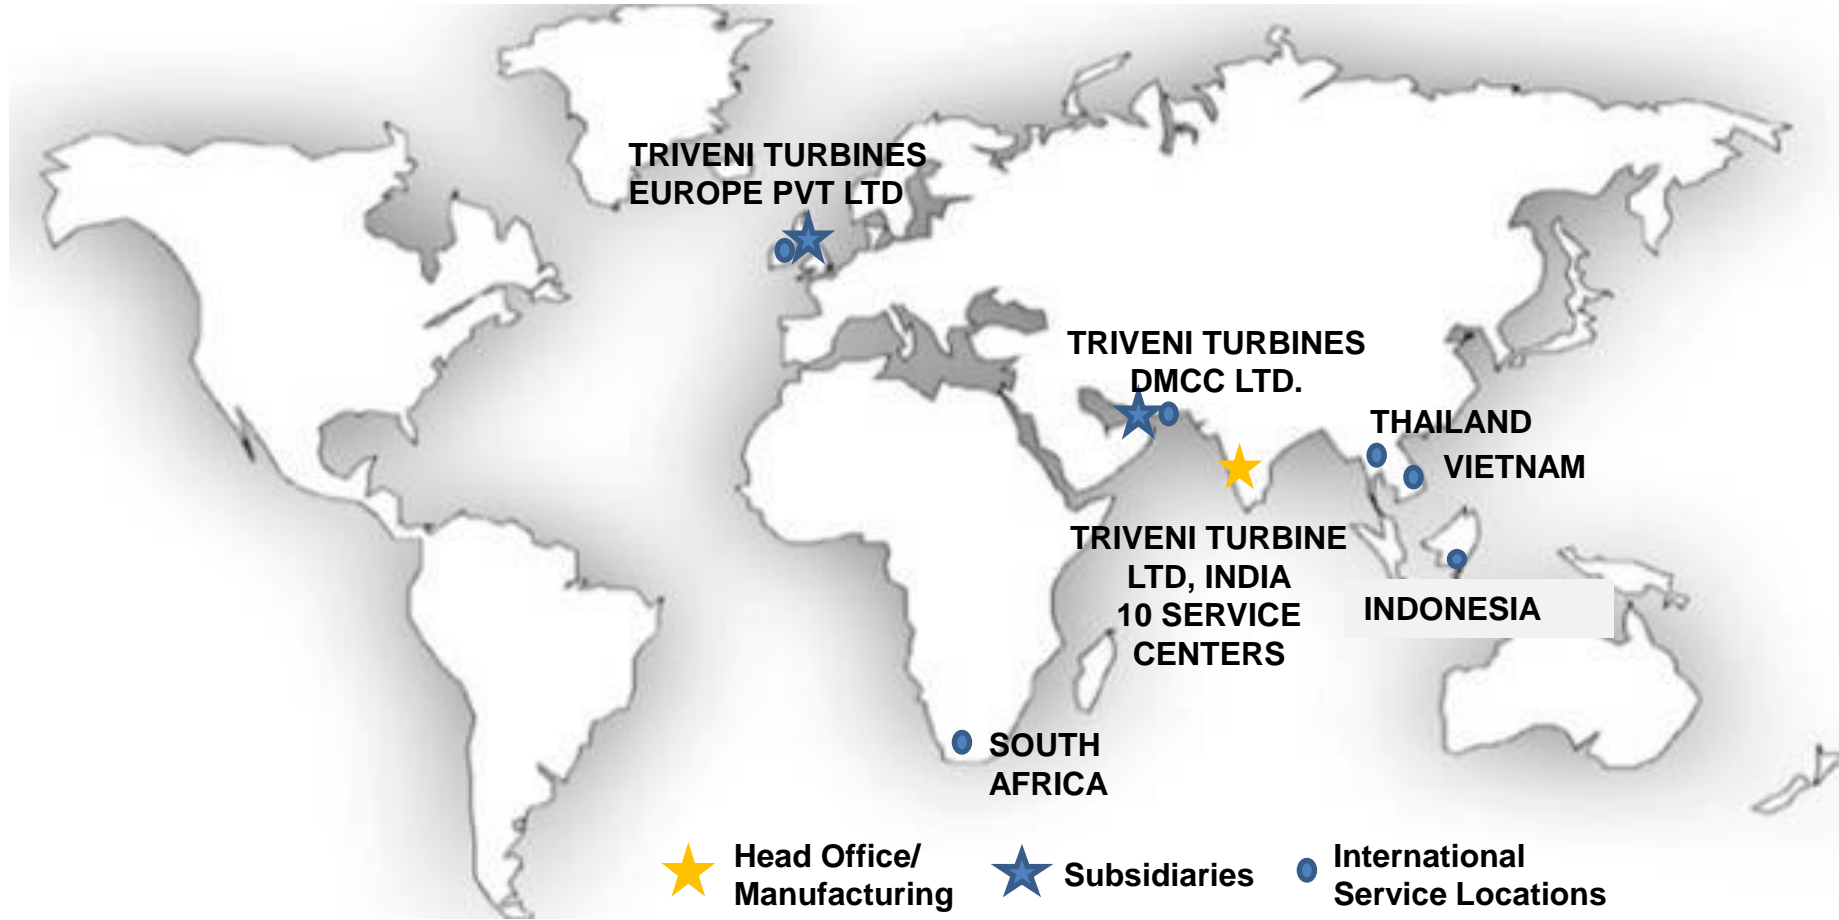 TRIVENI TURBINES
EUROPE PVT LTD
TRIVENI TURBINES
DMCC LTD.
THAILAND
VIETNAM
TRIVENI TURBINE
LTD, INDIA
10 SERVICE
CENTERS
INDONESIA
SOUTH
AFRICA
Head Office/
Manufacturing
Subsidiaries
International
Service Locations